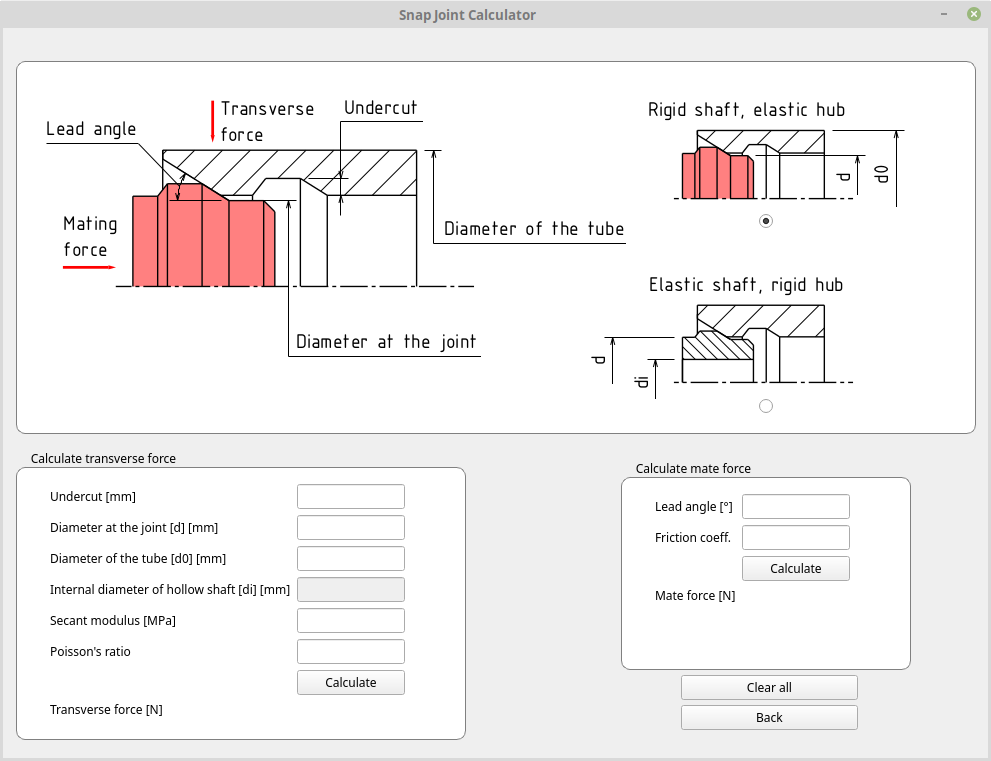 Snap Joint Calculator
Transverse
force
Undercut
Lead angle
Mating
force
Diameter of the tube
Diameter at the joint
Rigid shaft, elastic hub
d
d0
Elastic shaft, rigid hub
d
di
Calculate transverse force
Undercut [mm]
Diameter at the joint [d] [mm]
Diameter of the tube [d0] [mm]
Internal diameter of hollow shaft [di] [mm]
Secant modulus [MPa]
Poisson's ratio
Calculate
Transverse force [N]
Calculate mate force
Lead angle [°]
Friction coeff.
Calculate
Mate force [N]
Clear all
Back